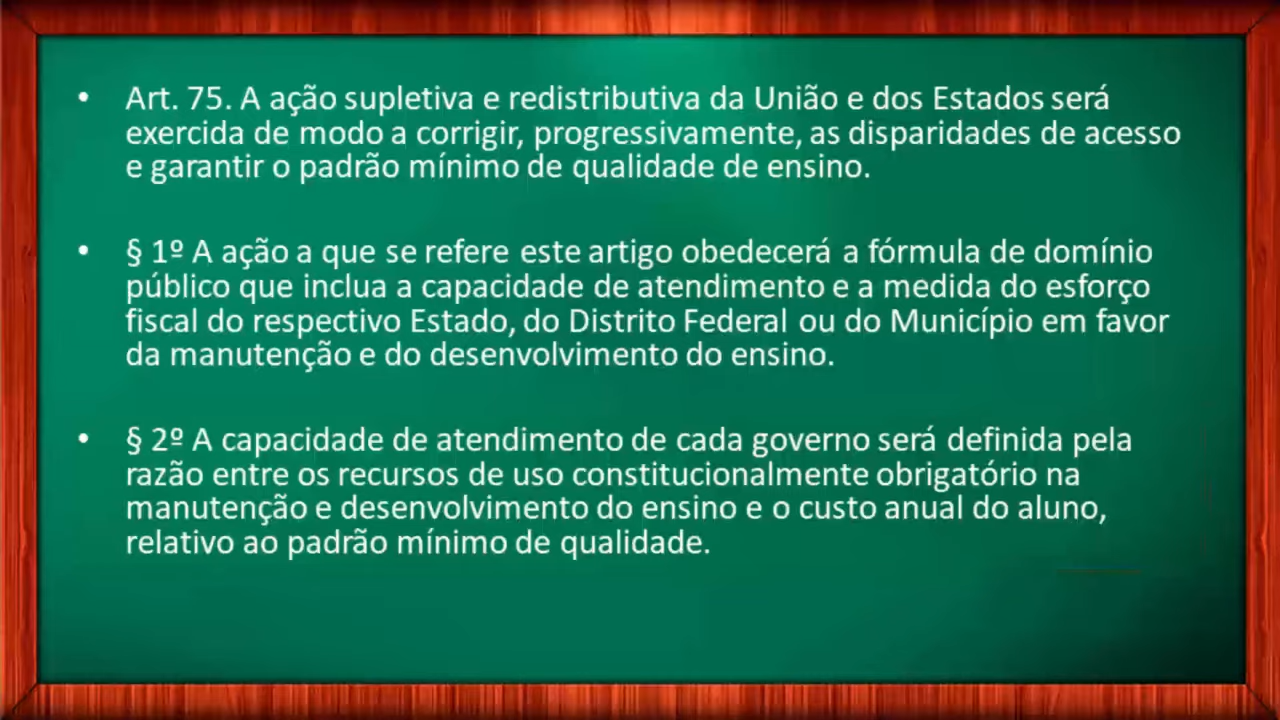 • Art. 75. A ação supletiva e redistributiva da União e dos Estados será
exercida de modo a corrigir, progressivamente, as disparidades de acesso
e garantir o padrão mínimo de qualidade de ensino.
• § 1º A ação a que se refere este artigo obedecerá a fórmula de domínio
público que inclua a capacidade de atendimento e a medida do esforço
fiscal do respectivo Estado, do Distrito Federal ou do Município em favor
da manutenção e do desenvolvimento do ensino.
• § 2º A capacidade de atendimento de cada governo será definida pela
razão entre os recursos de uso constitucionalmente obrigatório na
manutenção e desenvolvimento do ensino e o custo anual do aluno,
relativo ao padrão mínimo de qualidade.